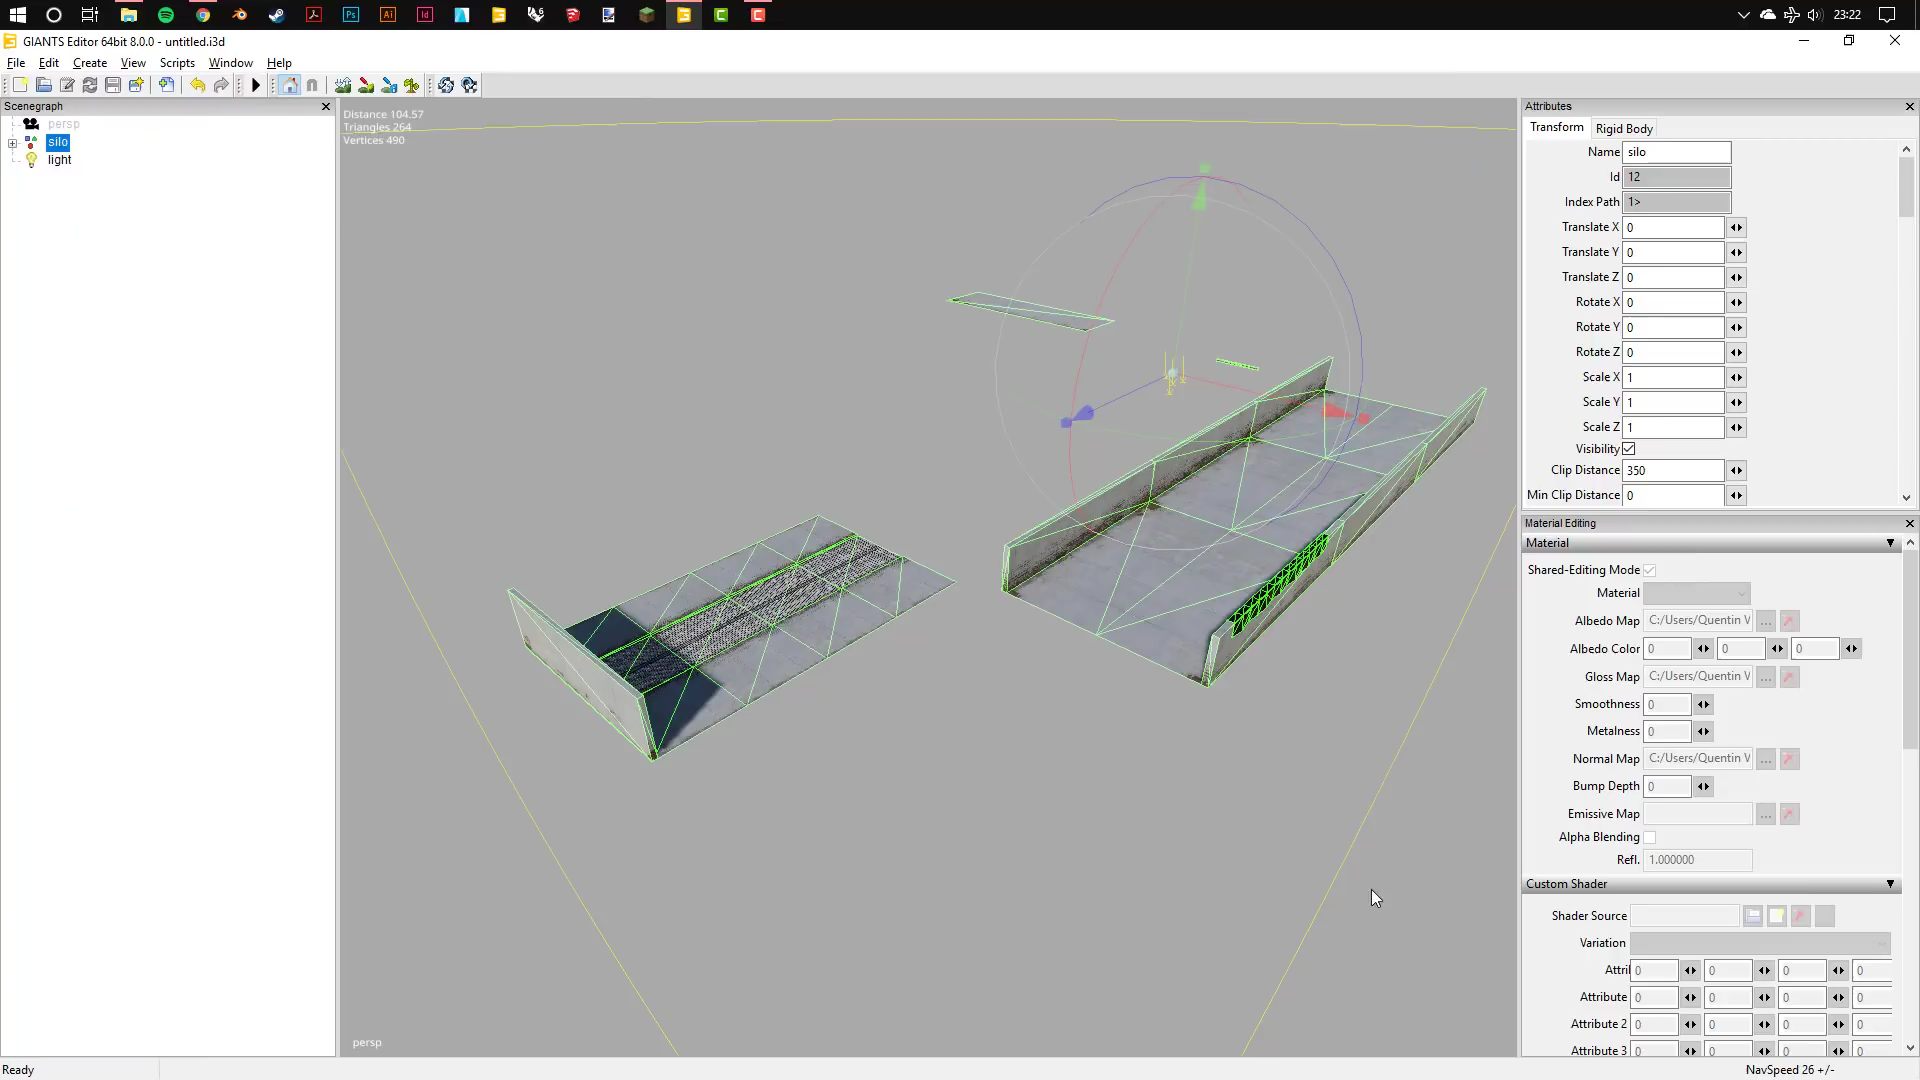 Ps
Ai
Id
23:22
GIANTS Editor 64bit 8.0.0 - untitled.i3d
File Edit Create View Scripts Window Help
Scenegraph
persp
silo
light
Distance 104.57
Triangles 264
Vertices 490
persp
Attributes
Transform Rigid Body
Name silo
Id 12
Index Path 1>
Translate X 0
Translate Y 0
Translate Z 0
Rotate X 0
Rotate Y 0
Rotate Z 0
Scale X 1
Scale Y 1
Scale Z 1
Visibility
Clip Distance 350
Min Clip Distance 0
Material Editing
Material
Shared-Editing Mode
Material
Albedo Map C:/Users/Quentin V ...
Albedo Color 0 0 0
Gloss Map C:/Users/Quentin V ...
Smoothness 0
Metalness 0
Normal Map C:/Users/Quentin V ...
Bump Depth 0
Emissive Map ...
Alpha Blending
Refl. 1.000000
Custom Shader
Shader Source
Variation
Attril 0 0 0 0
Attribute 0 0 0 0
Attribute 2 0 0 0 0
Attribute 3 0 0 0 0
Ready
NavSpeed 26 +/-